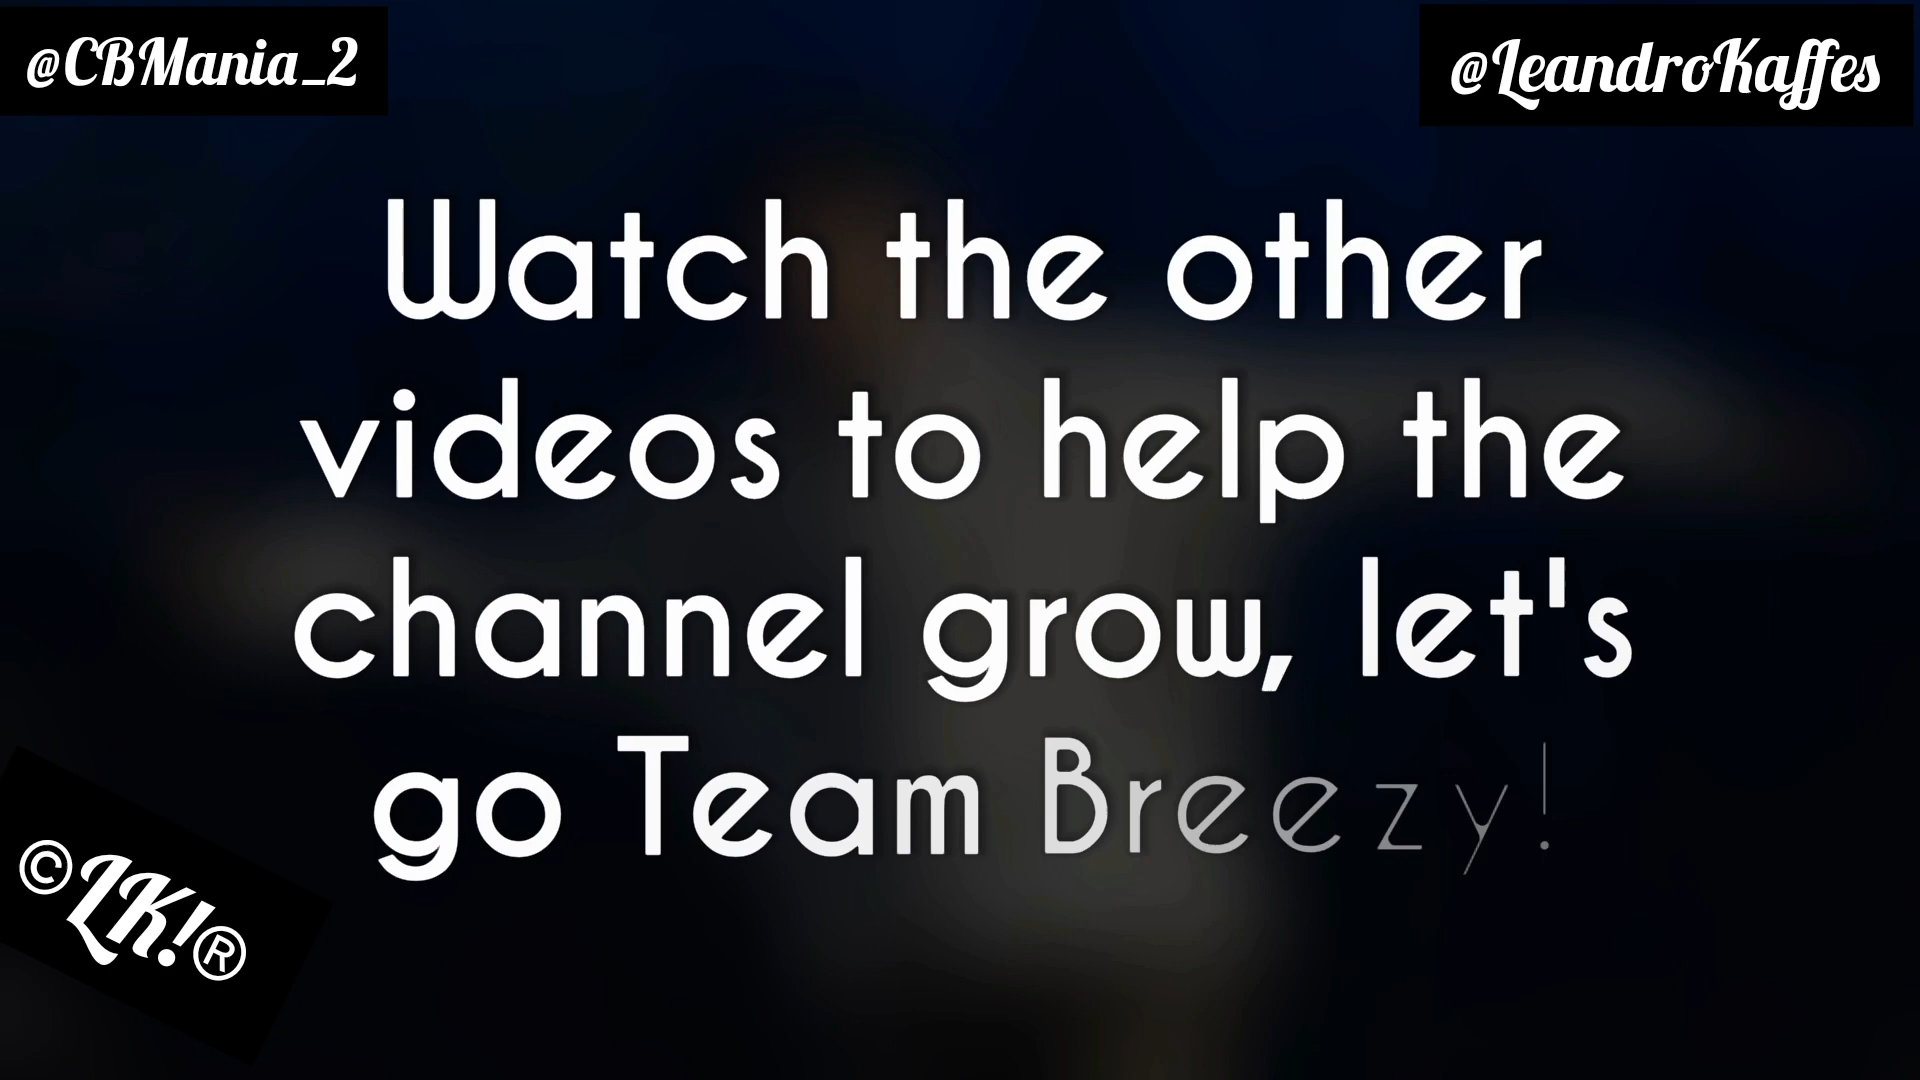 @CBMania_2
@LeandroKaffes
Watch the other
videos to help the
channel grow, let's
go Team Breezy!
©LK!®